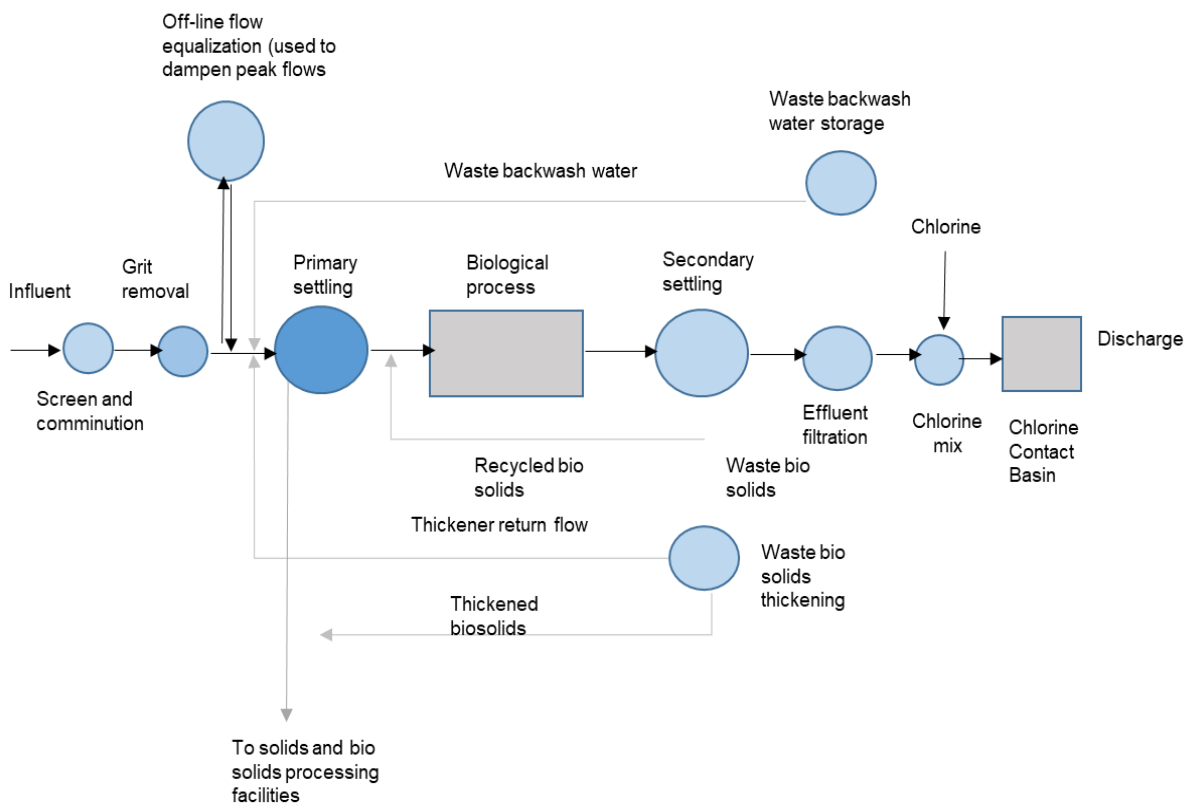 Off-line flow
equalization (used to
dampen peak flows
Waste backwash
water storage
Waste backwash water
Chlorine
Grit
removal
Primary
settling
Biological
process
Secondary
settling
Influent
Discharge
Screen and
comminution
Effluent
filtration
Chlorine
mix
Chlorine
Contact
Basin
Recycled bio
solids
Waste bio
solids
Thickener return flow
Waste bio
solids
thickening
Thickened
biosolids
To solids and bio
solids processing
facilities